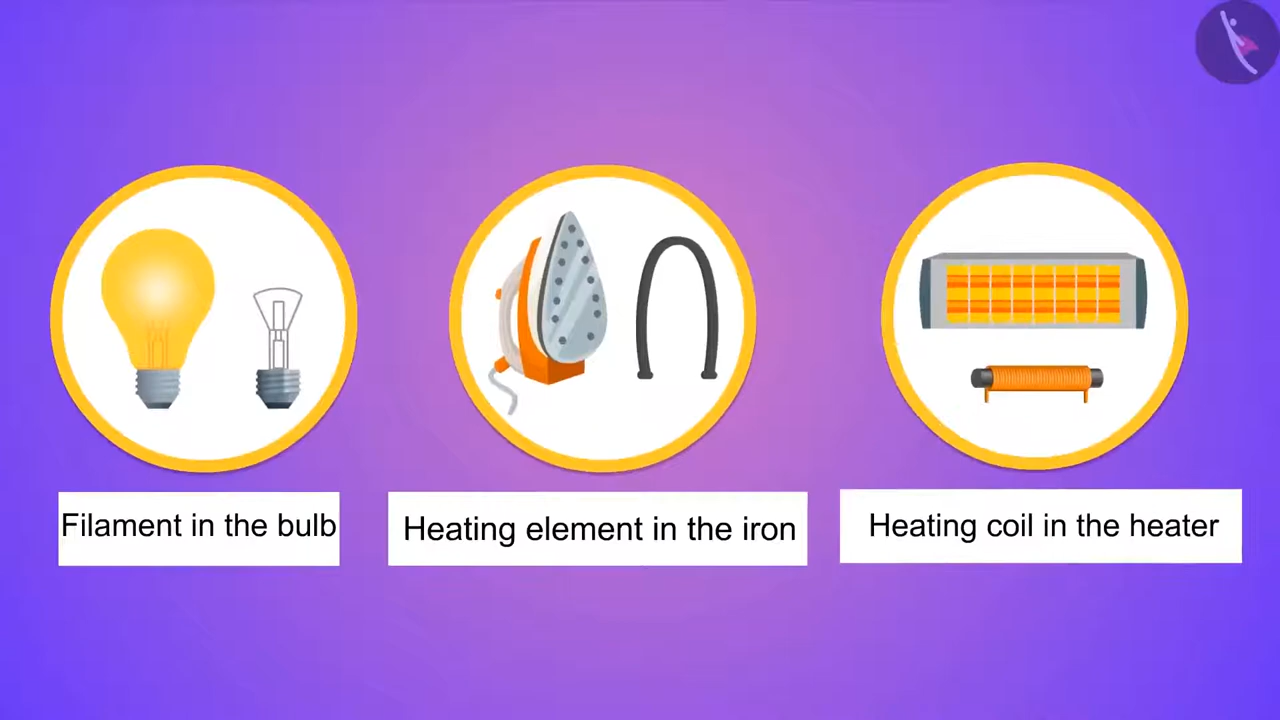 Filament in the bulb
Heating element in the iron
Heating coil in the heater